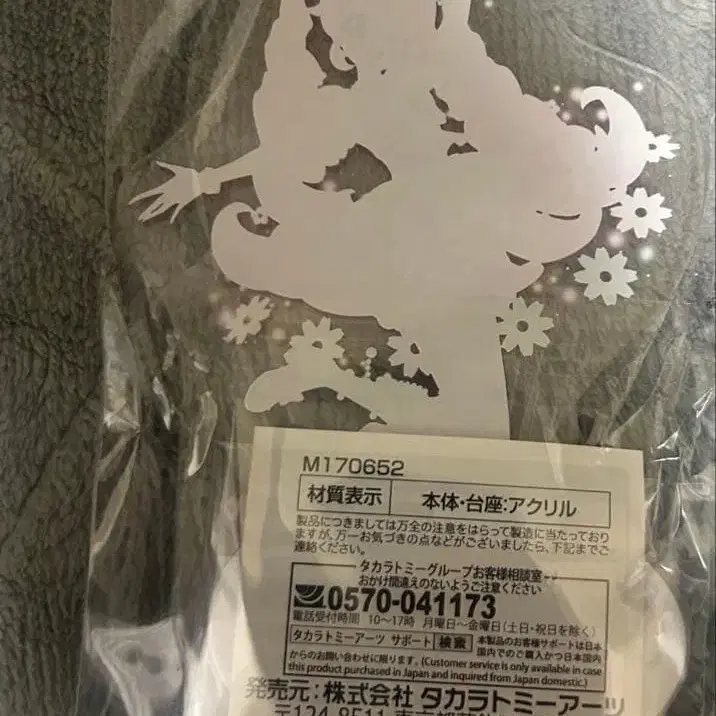 M170652
材質表示 本体・台座:アクリル
製品につきましては万全の注意をはらって製造に当たっており
ますが、万一お気づきの点などがございましたら、下記までご
連絡ください。
タカラトミーグループお客様相談室
おかけ間違えのないようご注意ください
0570-041173
電話受付時間 10〜17時 月曜日〜金曜日(土・日・祝日を除く)
タカラトミーアーツ サポート 検索 本製品のお客様サポートは日本
国内でのご購入かつ日本国内
からのお問い合わせに限ります。(Customer service is only available in case
this product purchased in Japan and inquired from Japan domestic.)
発売元:株式会社 タカラトミーアーツ
〒124-8511 東京都葛飾